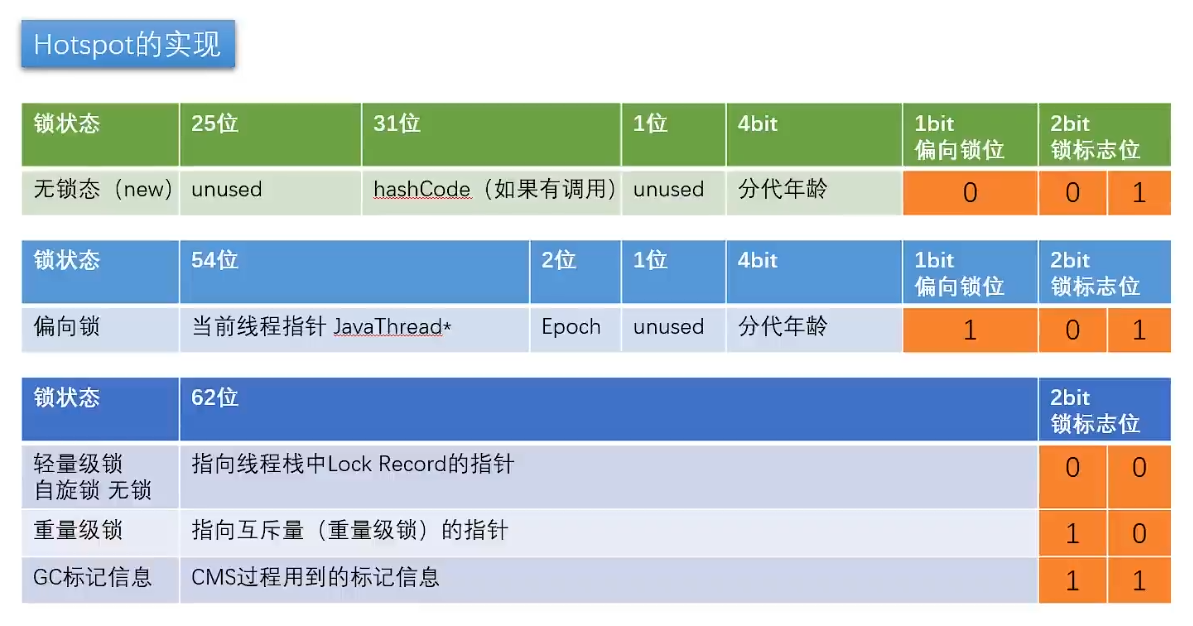 Hotspot的实现
锁状态 25位 31位 1位 4bit 1bit 2bit
偏向锁位 锁标志位
无锁态（new） unused hashCode（如果有调用） unused 分代年龄 0 0 1
锁状态 54位 2位 1位 4bit 1bit 2bit
偏向锁位 锁标志位
偏向锁 当前线程指针 JavaThread* Epoch unused 分代年龄 1 0 1
锁状态 62位 2bit
锁标志位
轻量级锁 指向线程栈中Lock Record的指针 0 0
自旋锁 无锁
重量级锁 指向互斥量（重量级锁）的指针 1 0
GC标记信息 CMS过程用到的标记信息 1 1